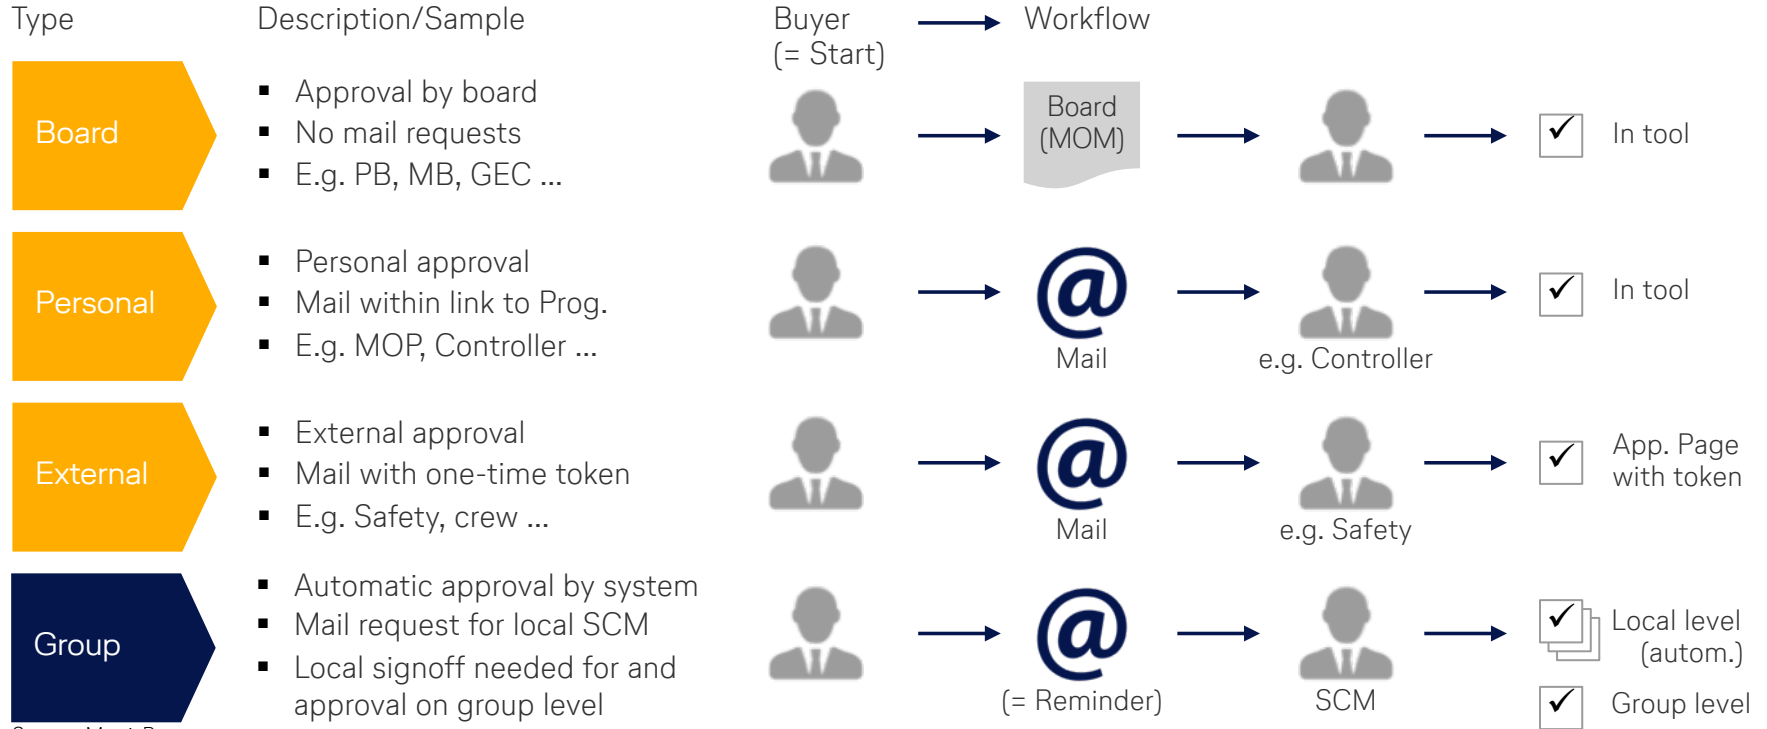 Type
Description/Sample
Buyer
(= Start)
Workflow
Board
▪ Approval by board
▪ No mail requests
▪ E.g. PB, MB, GEC ...
Board
(MOM)
In tool
Personal
▪ Personal approval
▪ Mail within link to Prog.
▪ E.g. MOP, Controller ...
@
Mail
e.g. Controller
In tool
External
▪ External approval
▪ Mail with one-time token
▪ E.g. Safety, crew ...
@
Mail
e.g. Safety
App. Page
with token
Group
▪ Automatic approval by system
▪ Mail request for local SCM
▪ Local signoff needed for and
approval on group level
@
(= Reminder)
SCM
Local level
(autom.)
Group level